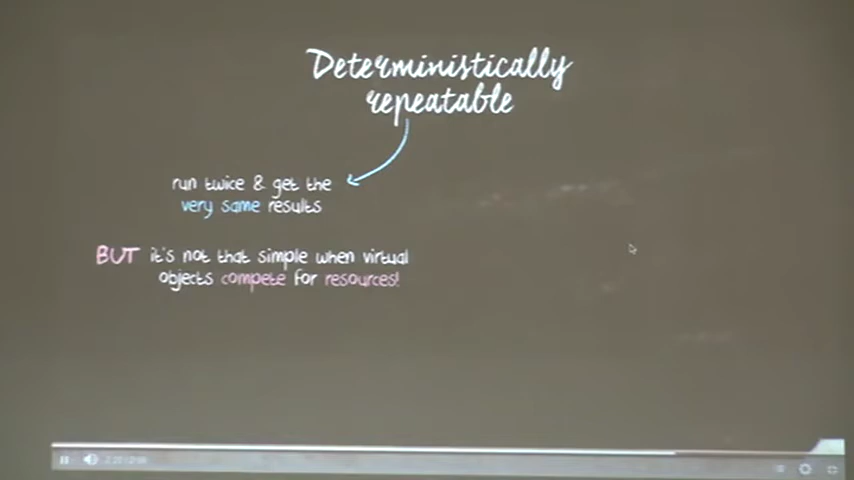 Deterministically
repeatable
run twice & get the
very same results
BUT it's not that simple when virtual
objects compete for resources!